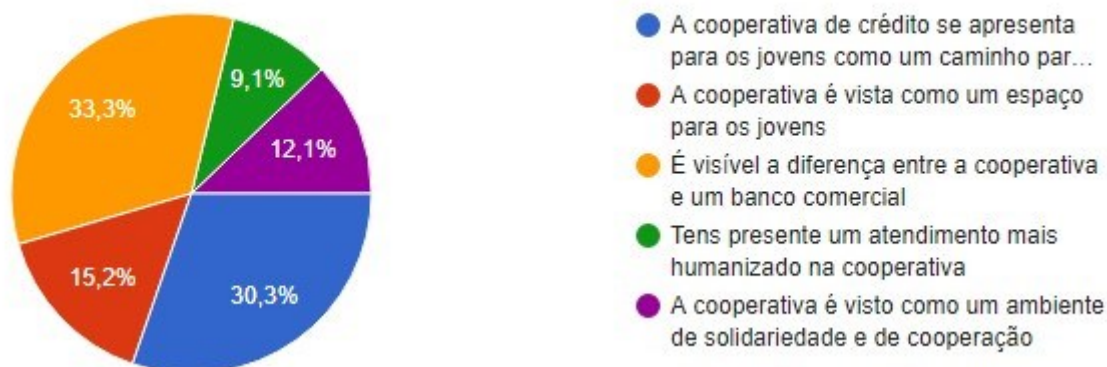 33,3%
9,1%
12,1%
15,2%
30,3%
A cooperativa de crédito se apresenta
para os jovens como um caminho par...
A cooperativa é vista como um espaço
para os jovens
É visível a diferença entre a cooperativa
e um banco comercial
Tens presente um atendimento mais
humanizado na cooperativa
A cooperativa é visto como um ambiente
de solidariedade e de cooperação